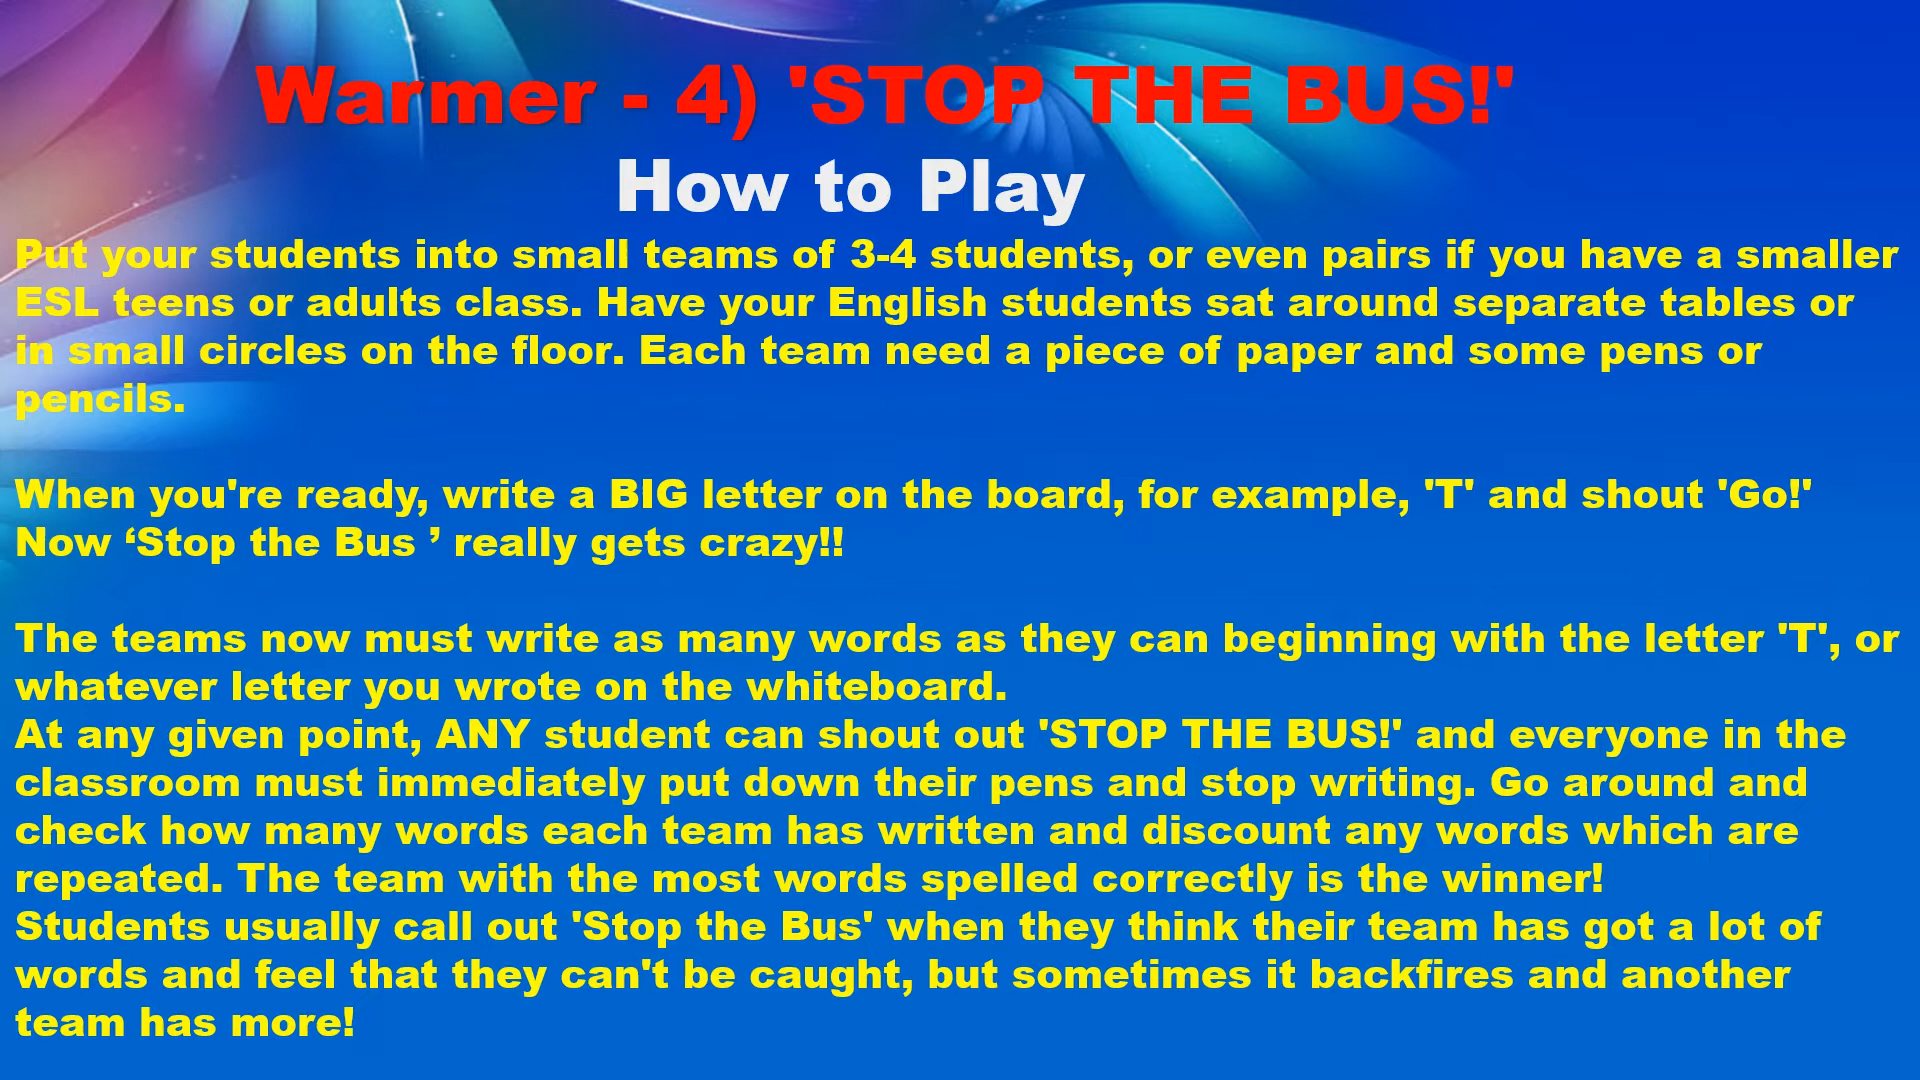 Warmer - 4) 'STOP THE BUS!'
How to Play
Put your students into small teams of 3-4 students, or even pairs if you have a smaller
ESL teens or adults class. Have your English students sat around separate tables or
in small circles on the floor. Each team need a piece of paper and some pens or
pencils.
When you're ready, write a BIG letter on the board, for example, 'T' and shout 'Go!'
Now ‘Stop the Bus ’ really gets crazy!!
The teams now must write as many words as they can beginning with the letter 'T', or
whatever letter you wrote on the whiteboard.
At any given point, ANY student can shout out 'STOP THE BUS!' and everyone in the
classroom must immediately put down their pens and stop writing. Go around and
check how many words each team has written and discount any words which are
repeated. The team with the most words spelled correctly is the winner!
Students usually call out 'Stop the Bus' when they think their team has got a lot of
words and feel that they can't be caught, but sometimes it backfires and another
team has more!